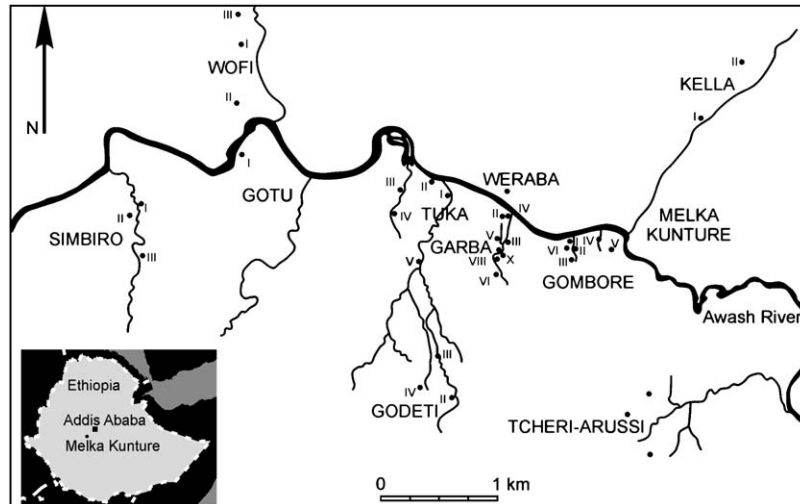 III
I
WOFI
II
II
KELLA
I
N
I
WERABA
III
II
I
GOTU
IV
TUKA
II
IV
I
II
SIMBIRO
III
V
GARBA
III
VIII
X
VI
VI
II
III
IV
V
GOMBORE
MELKA
KUNTURE
V
Awash River
III
IV
II
GODETI
TCHERI-ARUSSI
Ethiopia
Addis Ababa
Melka Kunture
0
1 km